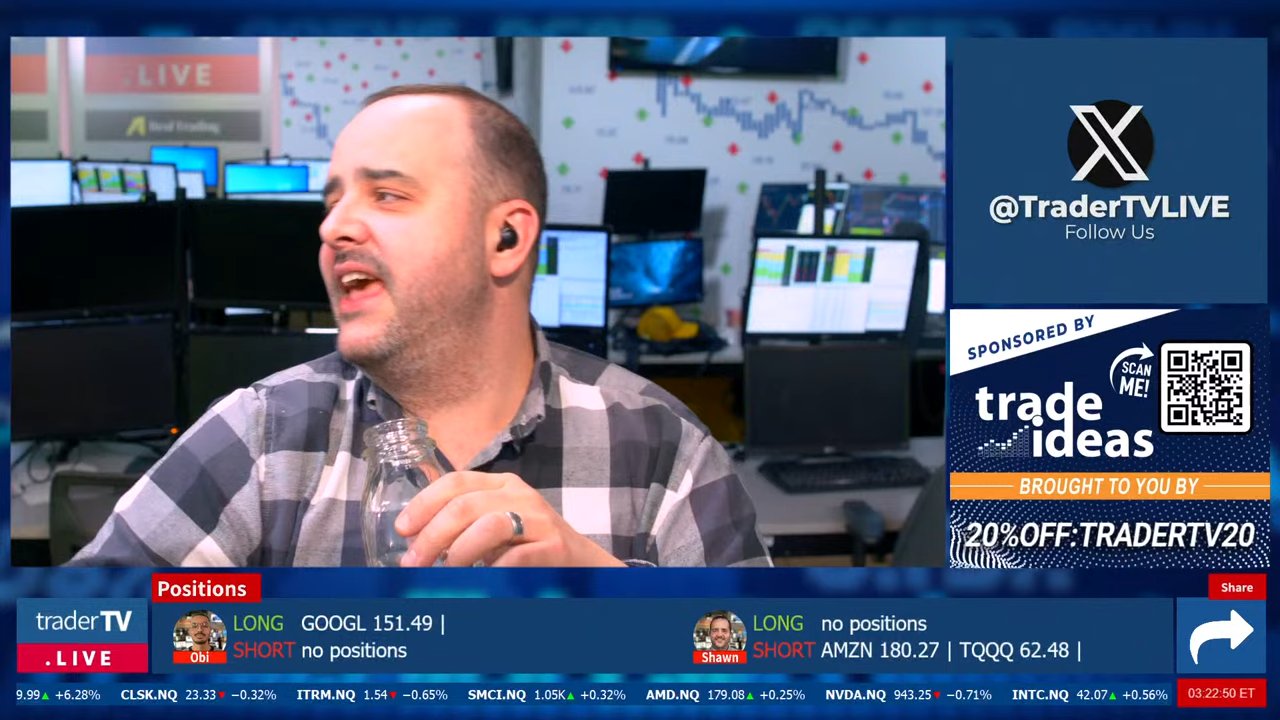 .LIVE
Real Trading
@TraderTVLIVE
Follow Us
SPONSORED BY
SCAN
ME!
trade
ideas
BROUGHT TO YOU BY
20%OFF:TRADERTV20
Positions
Share
traderTV
.LIVE
Obi
LONG GOOGL 151.49 |
SHORT no positions
Shawn
LONG no positions
SHORT AMZN 180.27 | TQQQ 62.48 |
9.99▲ +6.28% CLSK.NQ 23.33▼ −0.32% ITRM.NQ 1.54▼ −0.65% SMCI.NQ 1.05K▲ +0.32% AMD.NQ 179.08▲ +0.25% NVDA.NQ 943.25▼ −0.71% INTC.NQ 42.07▲ +0.56%
03:22:50 ET